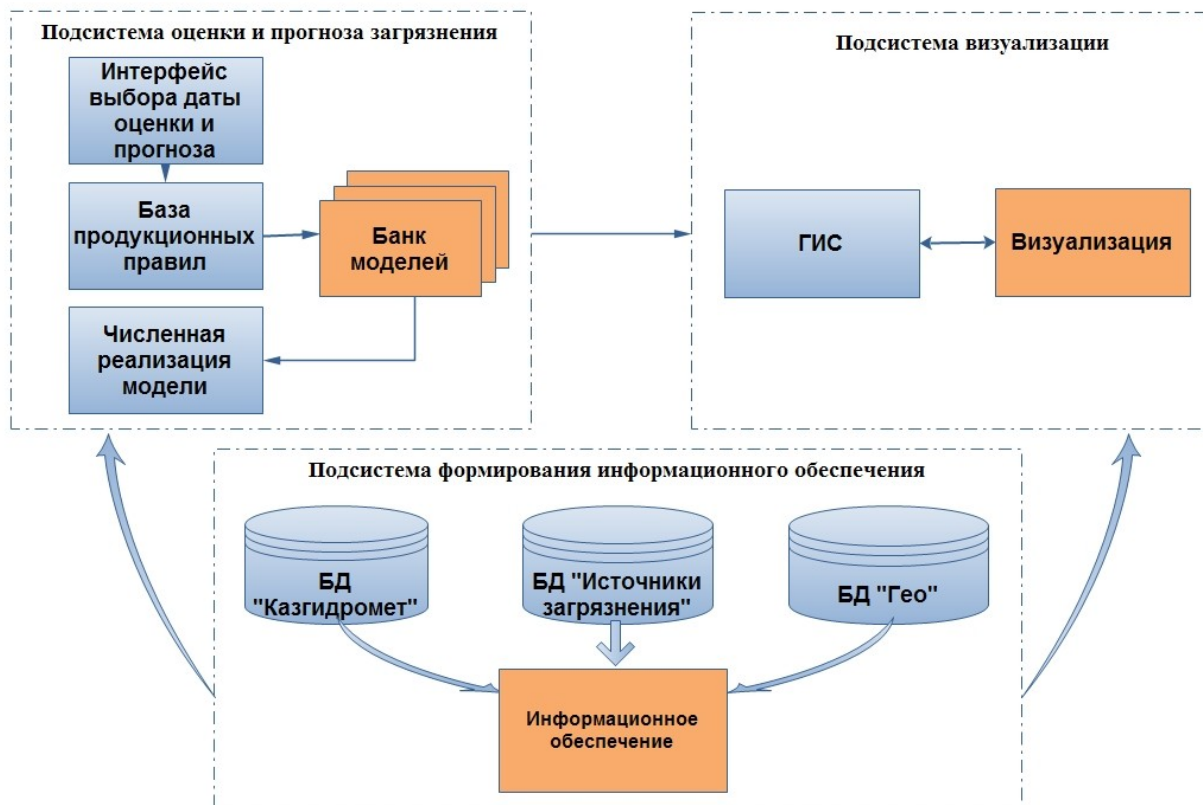 Подсистема оценки и прогноза загрязнения
Интерфейс
выбора даты
оценки и
прогноза
База
продукционных
правил
Банк
моделей
Численная
реализация
модели
Подсистема визуализации
ГИС
Визуализация
Подсистема формирования информационного обеспечения
БД
"Казгидромет"
БД "Источники
загрязнения"
БД "Гео"
Информационное
обеспечение